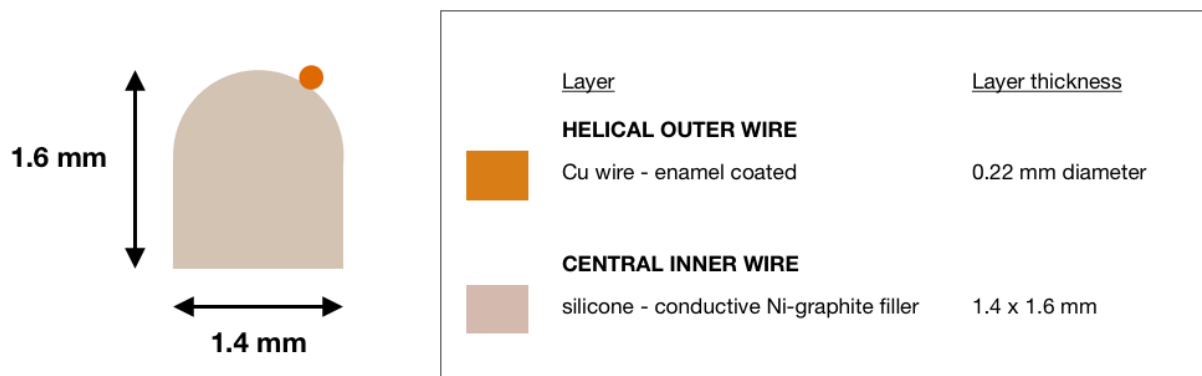 1.6 mm
1.4 mm
Layer Layer thickness
HELICAL OUTER WIRE
Cu wire - enamel coated 0.22 mm diameter
CENTRAL INNER WIRE
silicone - conductive Ni-graphite filler 1.4 x 1.6 mm